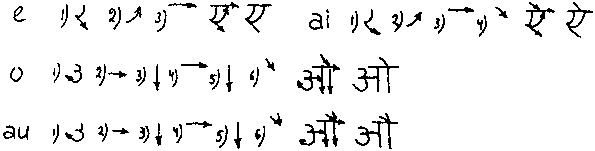 e 1) 2) 3) ए ए ai 1) 2) 3) 4) ऐ ऐ
o 1) 2) 3) 4) 5) 6) ओ ओ
au 1) 2) 3) 4) 5) 6) औ औ